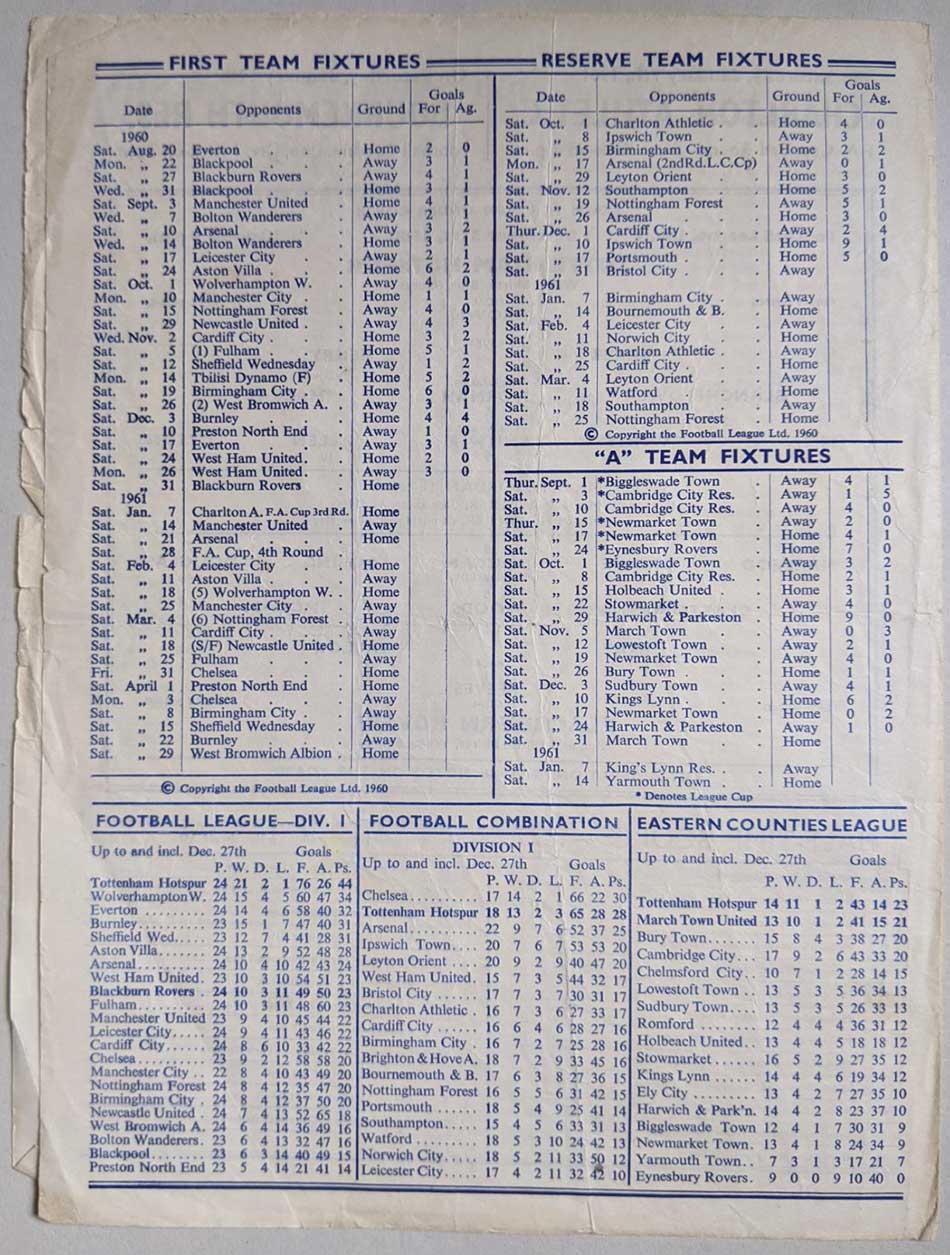 FIRST TEAM FIXTURES
Date Opponents Ground Goals For Ag.
1960
Sat. Aug. 20 Everton . . . Home 2 0
Mon. „ 22 Blackpool . . . Away 3 1
Sat. „ 27 Blackburn Rovers . Away 4 1
Wed. „ 31 Blackpool . . . Home 3 1
Sat. Sept. 3 Manchester United . Home 4 1
Wed. „ 7 Bolton Wanderers . Away 2 1
Sat. „ 10 Arsenal . . . Away 3 2
Wed. „ 14 Bolton Wanderers . Home 3 1
Sat. „ 17 Leicester City . . Away 2 1
Sat. „ 24 Aston Villa . . . Home 6 2
Sat. Oct. 1 Wolverhampton W. . Away 4 0
Mon. „ 10 Manchester City . . Home 1 1
Sat. „ 15 Nottingham Forest . Away 4 0
Sat. „ 29 Newcastle United . . Away 4 3
Wed. Nov. 2 Cardiff City . . . Home 3 2
Sat. „ 5 (1) Fulham . . . Home 5 1
Sat. „ 12 Sheffield Wednesday . Away 1 2
Mon. „ 14 Tbilisi Dynamo (F) . Home 5 2
Sat. „ 19 Birmingham City . . Home 6 0
Sat. „ 26 (2) West Bromwich A. . Away 3 1
Sat. Dec. 3 Burnley . . . Home 4 4
Sat. „ 10 Preston North End . Away 1 0
Sat. „ 17 Everton . . . Away 3 1
Sat. „ 24 West Ham United . . Home 2 0
Mon. „ 26 West Ham United . . Away 3 0
Sat. „ 31 Blackburn Rovers . Home
1961
Sat. Jan. 7 Charlton A. F.A. Cup 3rd Rd. Home
Sat. „ 14 Manchester United . Away
Sat. „ 21 Arsenal . . . Home
Sat. „ 28 F.A. Cup, 4th Round .
Sat. Feb. 4 Leicester City . . Home
Sat. „ 11 Aston Villa . . . Away
Sat. „ 18 (5) Wolverhampton W. . Home
Sat. „ 25 Manchester City . . Away
Sat. Mar. 4 (6) Nottingham Forest . Home
Sat. „ 11 Cardiff City . . . Away
Sat. „ 18 (S/F) Newcastle United . Home
Sat. „ 25 Fulham . . . Away
Fri. „ 31 Chelsea . . . Home
Sat. April 1 Preston North End . Home
Mon. „ 3 Chelsea . . . Away
Sat. „ 8 Birmingham City . . Away
Sat. „ 15 Sheffield Wednesday . Home
Sat. „ 22 Burnley . . . Away
Sat. „ 29 West Bromwich Albion . Home
© Copyright the Football League Ltd. 1960
RESERVE TEAM FIXTURES
Date Opponents Ground Goals For Ag.
Sat. Oct. 1 Charlton Athletic . . Home 4 0
Sat. „ 8 Ipswich Town . . Away 3 1
Sat. „ 15 Birmingham City . . Home 2 2
Mon. „ 17 Arsenal (2nd Rd.L.C.Cp) Away 0 1
Sat. „ 29 Leyton Orient . . Home 3 0
Sat. Nov. 12 Southampton . . Home 5 2
Sat. „ 19 Nottingham Forest . Away 5 1
Sat. „ 26 Arsenal . . . Home 3 0
Thur. Dec. 1 Cardiff City . . . Away 2 4
Sat. „ 10 Ipswich Town . . Home 9 1
Sat. „ 17 Portsmouth . . . Home 5 0
Sat. „ 31 Bristol City . . . Away
1961
Sat. Jan. 7 Birmingham City . . Away
Sat. „ 14 Bournemouth & B. . Home
Sat. Feb. 4 Leicester City . . Away
Sat. „ 11 Norwich City . . Home
Sat. „ 18 Charlton Athletic . . Away
Sat. „ 25 Cardiff City . . . Home
Sat. Mar. 4 Leyton Orient . . Away
Sat. „ 11 Watford . . . Home
Sat. „ 18 Southampton . . Away
Sat. „ 25 Nottingham Forest . Home
© Copyright the Football League Ltd. 1960
"A" TEAM FIXTURES
Thur. Sept. 1 *Biggleswade Town . Away 4 1
Sat. „ 3 *Cambridge City Res. . Away 1 5
Sat. „ 10 Cambridge City Res. . Away 4 0
Thur. „ 15 *Newmarket Town . Away 2 0
Sat. „ 17 *Newmarket Town . Home 4 1
Sat. „ 24 *Eynesbury Rovers . Home 7 0
Sat. Oct. 1 Biggleswade Town . Away 3 2
Sat. „ 8 Cambridge City Res. . Home 2 1
Sat. „ 15 Holbeach United . . Home 3 1
Sat. „ 22 Stowmarket . . . Away 4 0
Sat. „ 29 Harwich & Parkeston . Home 9 0
Sat. Nov. 5 March Town . . Away 0 3
Sat. „ 12 Lowestoft Town . . Home 2 1
Sat. „ 19 Newmarket Town . Away 4 0
Sat. „ 26 Bury Town . . . Home 1 1
Sat. Dec. 3 Sudbury Town . . Away 4 1
Sat. „ 10 Kings Lynn . . . Home 6 2
Sat. „ 17 Newmarket Town . Home 0 2
Sat. „ 24 Harwich & Parkeston . Away 1 0
Sat. „ 31 March Town . . Home
1961
Sat. Jan. 7 King's Lynn Res. . . Away
Sat. „ 14 Yarmouth Town . . Home
* Denotes League Cup
FOOTBALL LEAGUE—DIV. I
Up to and incl. Dec. 27th Goals
P. W. D. L. F. A. Ps.
Tottenham Hotspur 24 21 2 1 76 26 44
Wolverhampton W. 24 15 4 5 60 47 34
Everton ......... 24 14 4 6 58 40 32
Burnley ......... 23 15 1 7 47 40 31
Sheffield Wed..... 23 12 7 4 41 28 31
Aston Villa....... 24 13 2 9 52 48 28
Arsenal.......... 24 10 4 10 42 43 24
West Ham United. 23 10 3 10 54 51 23
Blackburn Rovers . 24 10 3 11 49 50 23
Fulham.......... 24 10 3 11 48 60 23
Manchester United 23 9 4 10 45 44 22
Leicester City..... 24 9 4 11 43 46 22
Cardiff City ...... 24 8 6 10 33 42 22
Chelsea.......... 23 9 2 12 58 58 20
Manchester City .. 22 8 4 10 43 49 20
Nottingham Forest 24 8 4 12 35 47 20
Birmingham City . 24 8 4 12 37 50 20
Newcastle United . 24 7 4 13 52 65 18
West Bromwich A. 24 6 4 14 36 49 16
Bolton Wanderers. 23 6 4 13 32 47 16
Blackpool........ 23 6 3 14 40 49 15
Preston North End 23 5 4 14 21 41 14
FOOTBALL COMBINATION
DIVISION I
Up to and incl. Dec. 27th Goals
P. W. D. L. F. A. Ps.
Chelsea.......... 17 14 2 1 66 22 30
Tottenham Hotspur 18 13 2 3 65 28 28
Arsenal.......... 22 9 7 6 52 37 25
Ipswich Town.... 20 7 6 7 53 53 20
Leyton Orient .... 20 9 2 9 40 47 20
West Ham United. 15 7 3 5 44 32 17
Bristol City ...... 17 7 3 7 30 31 17
Charlton Athletic . 16 7 3 6 27 33 17
Cardiff City ...... 16 6 4 6 28 27 16
Birmingham City . 16 7 2 7 25 28 16
Brighton & Hove A. 18 7 2 9 33 45 16
Bournemouth & B. 17 6 3 8 27 36 15
Nottingham Forest 16 5 5 6 31 42 15
Portsmouth ...... 18 5 4 9 25 41 14
Southampton..... 15 4 5 6 33 31 13
Watford ......... 18 5 3 10 24 42 13
Norwich City..... 18 5 2 11 33 50 12
Leicester City..... 17 4 2 11 32 42 10
EASTERN COUNTIES LEAGUE
Up to and incl. Dec. 27th Goals
P. W. D. L. F. A. Ps.
Tottenham Hotspur 14 11 1 2 43 14 23
March Town United 13 10 1 2 41 15 21
Bury Town....... 15 8 4 3 38 27 20
Cambridge City... 17 9 2 6 43 33 20
Chelmsford City.. 10 7 1 2 28 14 15
Lowestoft Town .. 13 5 3 5 36 34 13
Sudbury Town.... 13 5 3 5 26 33 13
Romford ........ 12 4 4 4 36 31 12
Holbeach United.. 13 4 4 5 18 18 12
Stowmarket...... 16 5 2 9 27 35 12
Kings Lynn ...... 14 4 4 6 19 34 12
Ely City ......... 13 4 2 7 27 35 10
Harwich & Park'n. 14 4 2 8 23 37 10
Biggleswade Town 12 4 1 7 30 31 9
Newmarket Town. 13 4 1 8 24 34 9
Yarmouth Town.. 7 3 1 3 17 21 7
Eynesbury Rovers. 9 0 0 9 10 40 0